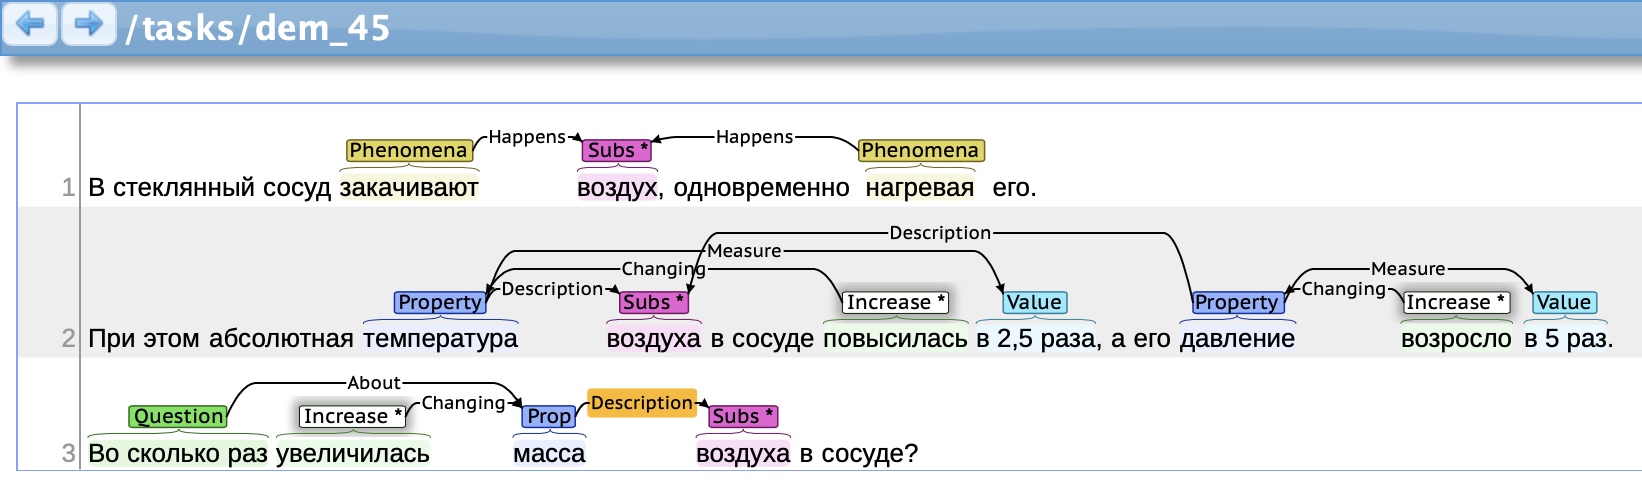 /tasks/dem_45
Happens Happens
Phenomena Subs * Phenomena
1 В стеклянный сосуд закачивают воздух, одновременно нагревая его.
Description
Measure
Changing Measure
Description Changing
Property Subs * Increase * Value Property Increase * Value
2 При этом абсолютная температура воздуха в сосуде повысилась в 2,5 раза, а его давление возросло в 5 раз.
About
Changing Description
Question Increase * Prop Subs *
3 Во сколько раз увеличилась масса воздуха в сосуде?